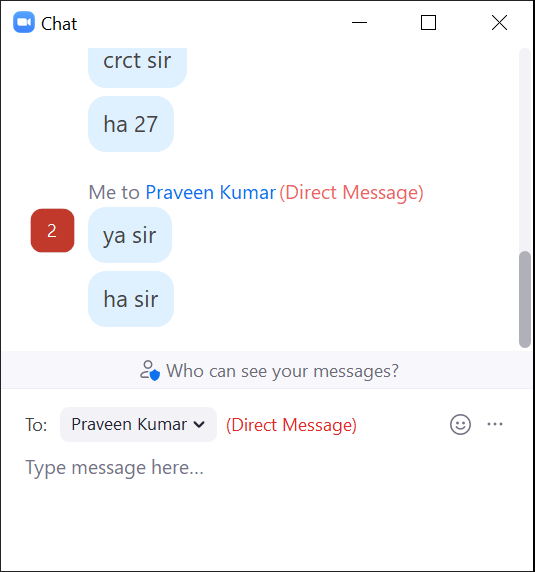 Chat
crct sir
ha 27
Me to Praveen Kumar (Direct Message)
2
ya sir
ha sir
Who can see your messages?
To: Praveen Kumar (Direct Message)
Type message here...